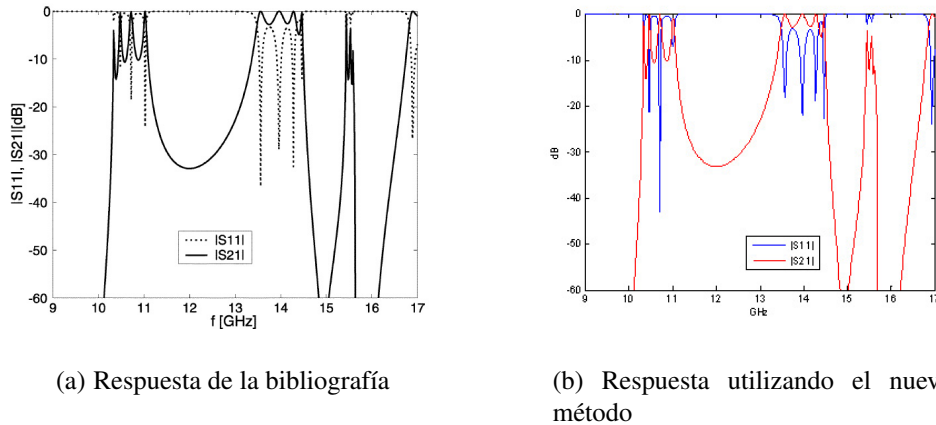 0
-10
-20
-30
-40
-50
-60
|S11|, |S21|[dB]
|S11|
|S21|
9 10 11 12 13 14 15 16 17
f [GHz]
(a) Respuesta de la bibliografía
0
-10
-20
-30
-40
-50
-60
dB
|S11|
|S21|
9 10 11 12 13 14 15 16 17
GHz
(b) Respuesta utilizando el nuev
método